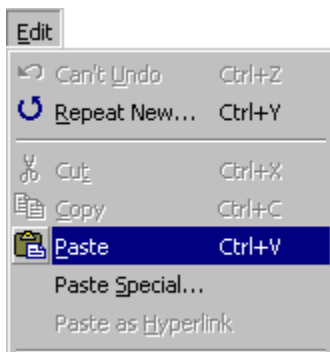 Edit
Can't Undo Ctrl+Z
Repeat New... Ctrl+Y
Cut Ctrl+X
Copy Ctrl+C
Paste Ctrl+V
Paste Special...
Paste as Hyperlink